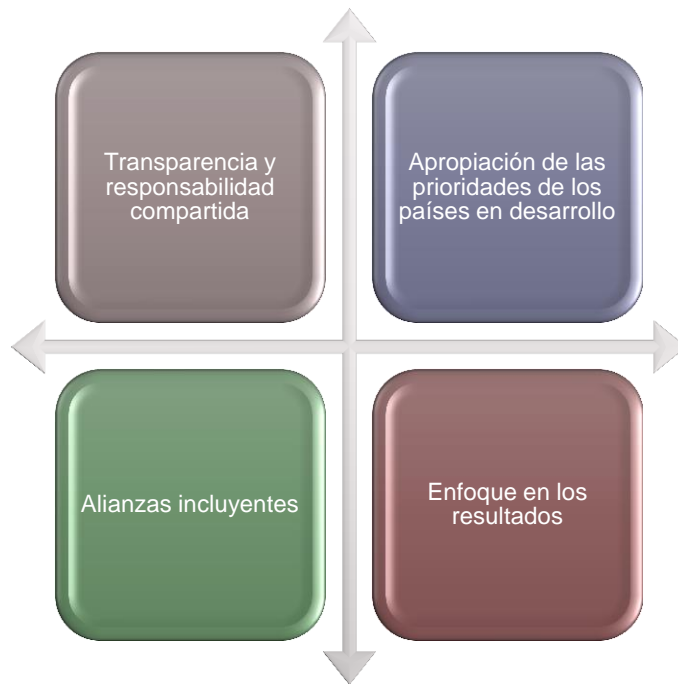 Transparencia y
responsabilidad
compartida
Apropiación de las
prioridades de los
países en desarrollo
Alianzas incluyentes
Enfoque en los
resultados